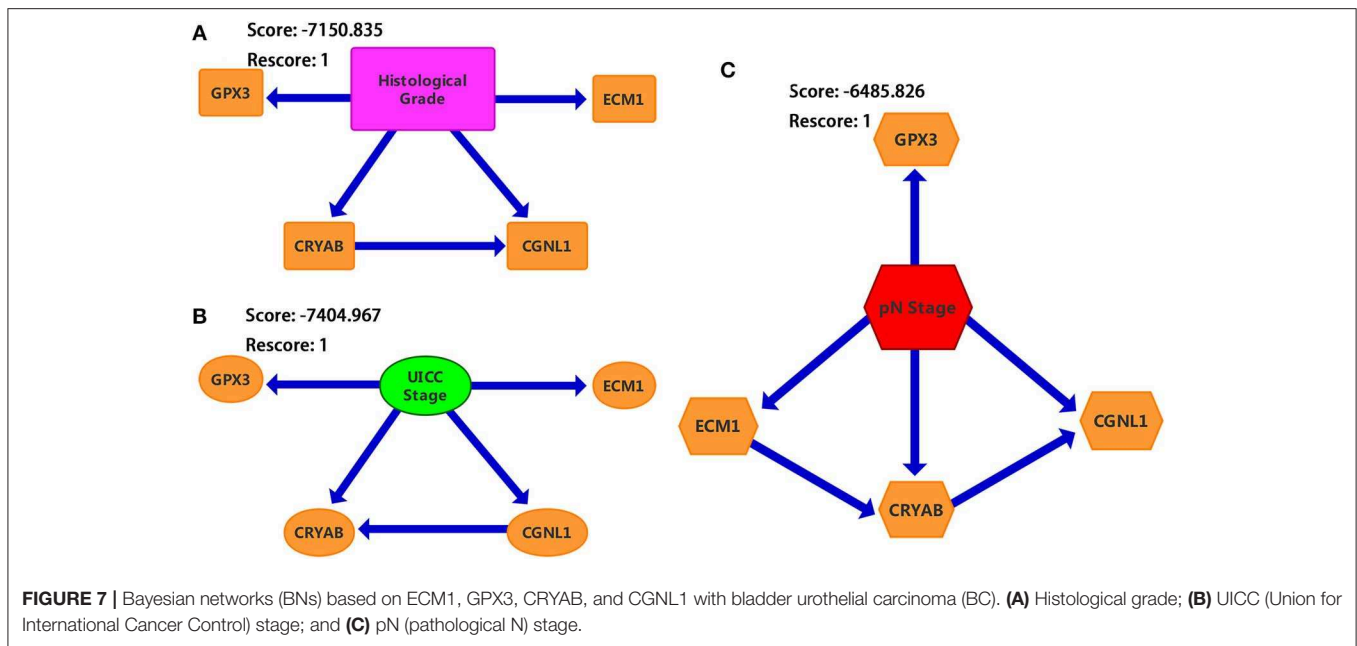 A
Score: -7150.835
Rescore: 1
GPX3
Histological
Grade
ECM1
CRYAB
CGNL1
B
Score: -7404.967
Rescore: 1
GPX3
UICC
Stage
ECM1
CRYAB
CGNL1
C
Score: -6485.826
Rescore: 1
GPX3
pN Stage
ECM1
CGNL1
CRYAB
FIGURE 7 | Bayesian networks (BNs) based on ECM1, GPX3, CRYAB, and CGNL1 with bladder urothelial carcinoma (BC). (A) Histological grade; (B) UICC (Union for
International Cancer Control) stage; and (C) pN (pathological N) stage.